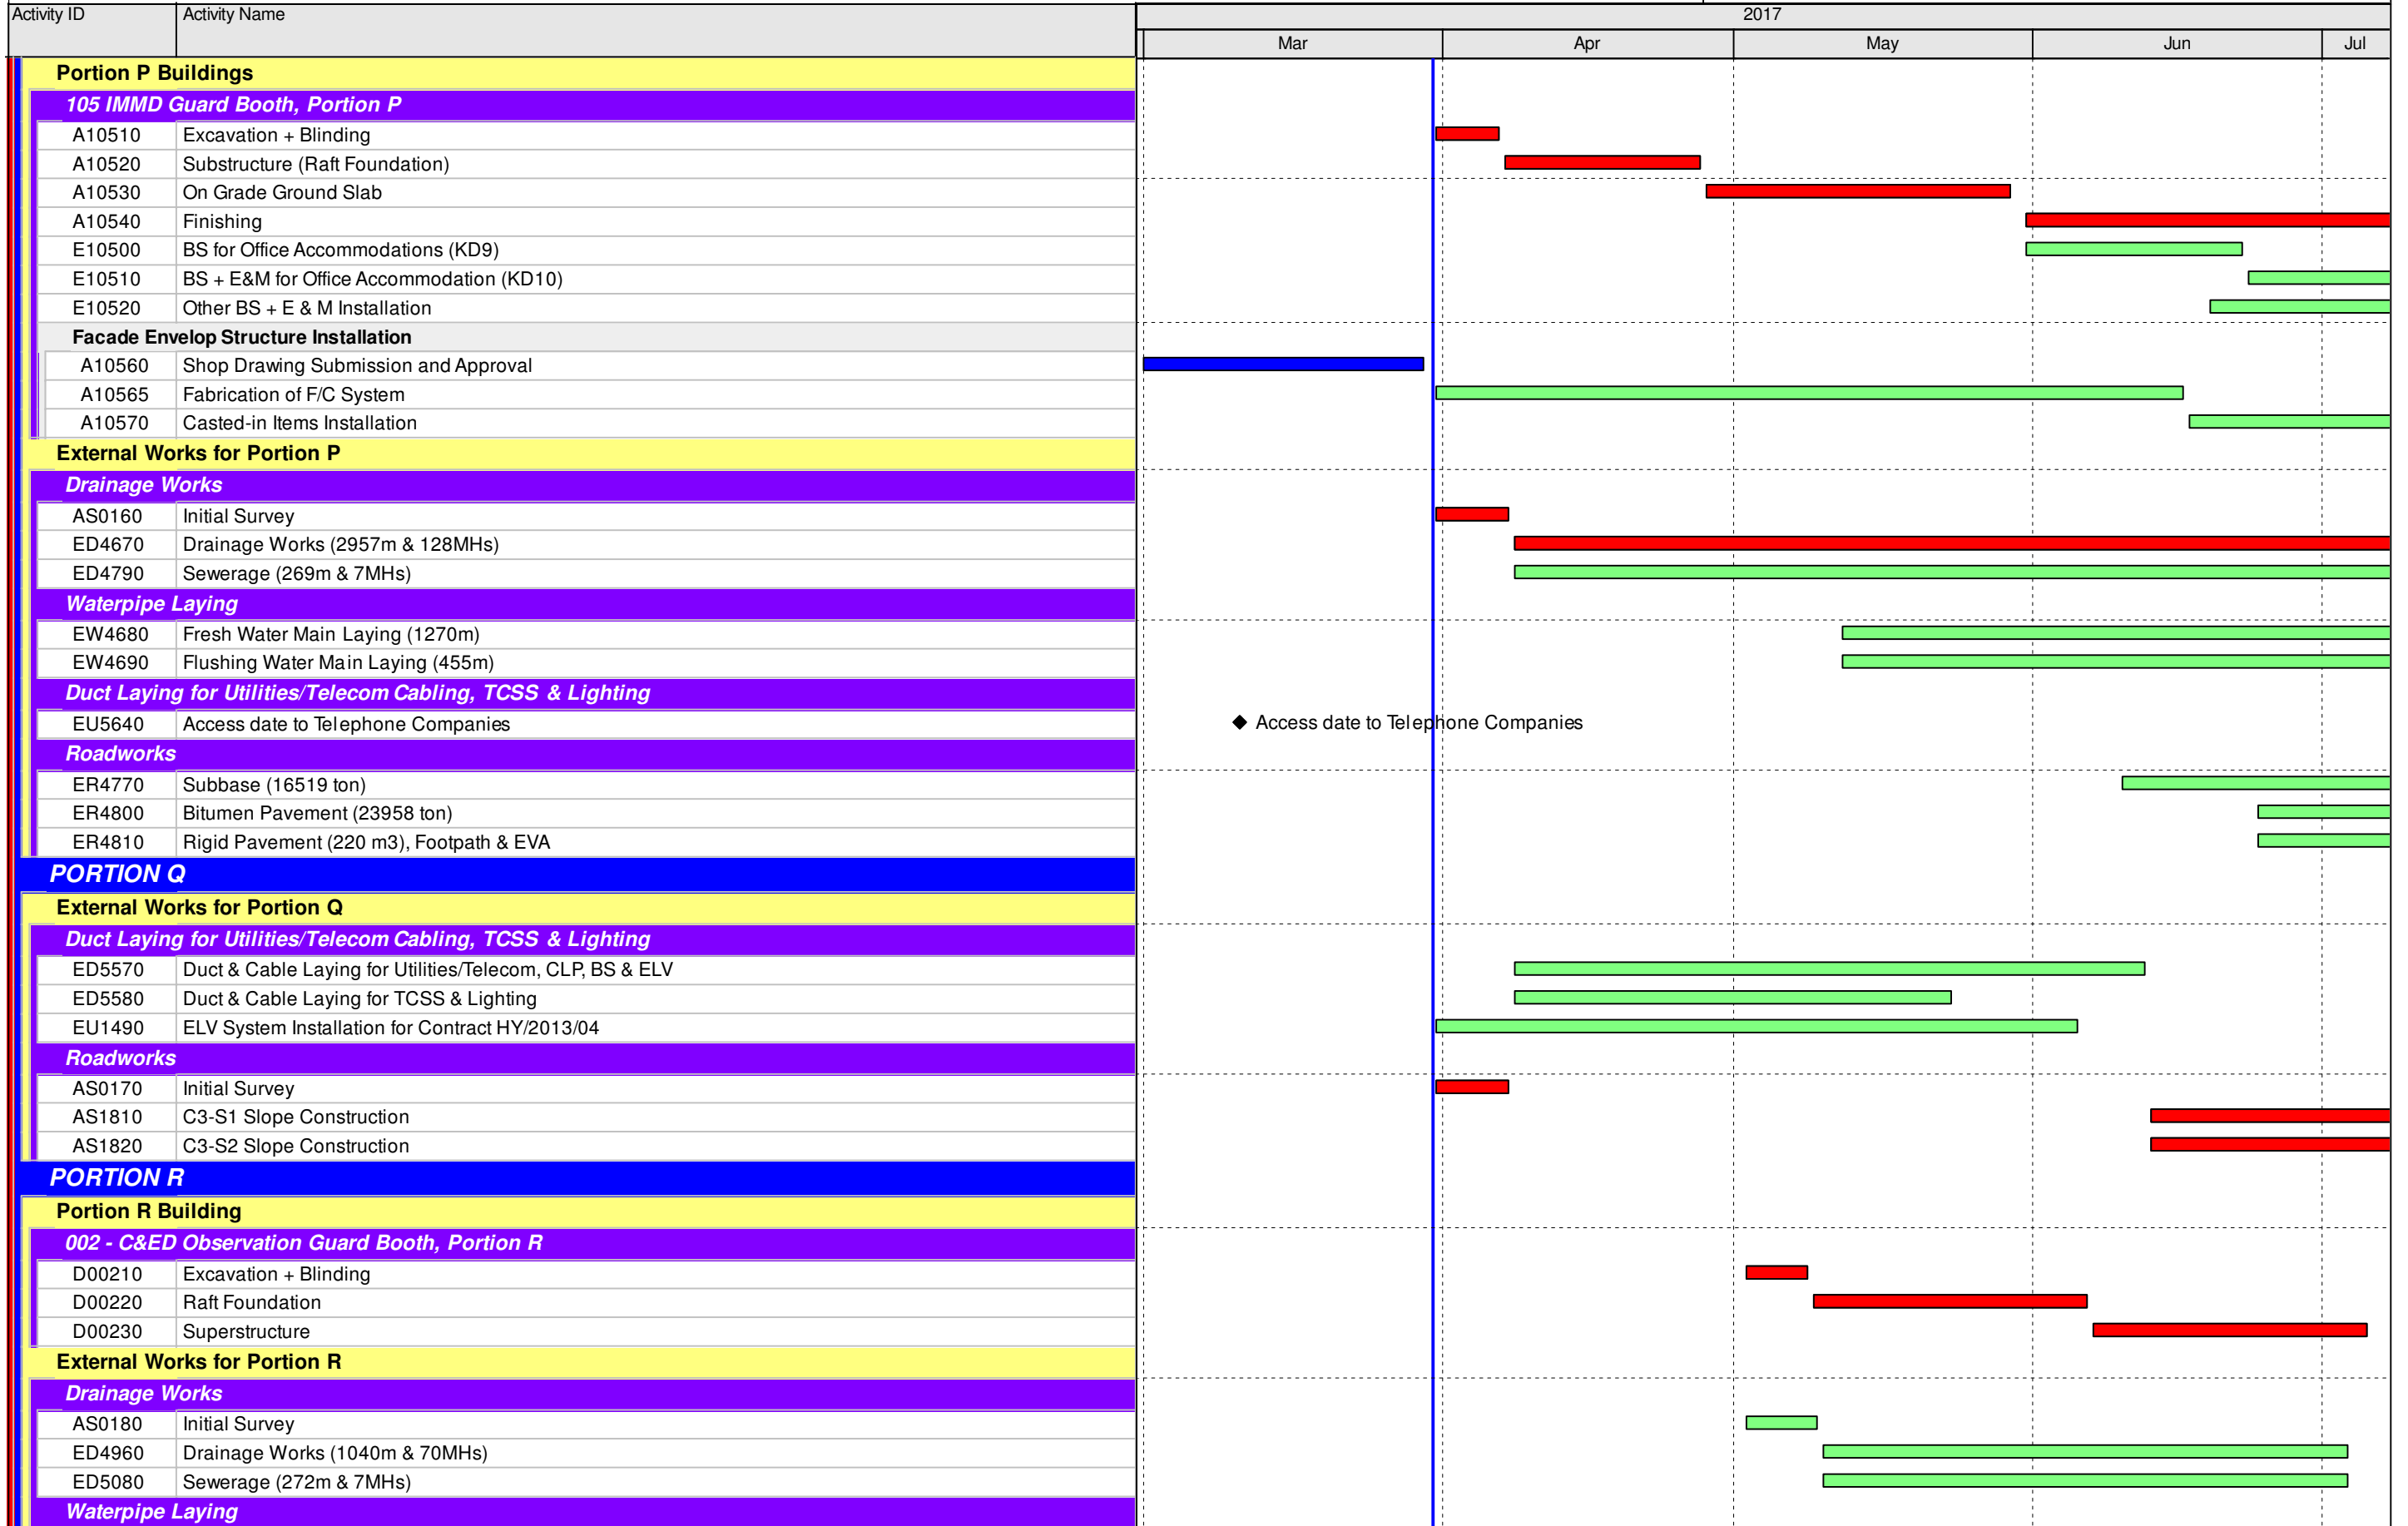 Activity ID Activity Name 2017
Mar Apr May Jun Jul
Portion P Buildings
105 IMMD Guard Booth, Portion P
A10510 Excavation + Blinding
A10520 Substructure (Raft Foundation)
A10530 On Grade Ground Slab
A10540 Finishing
E10500 BS for Office Accommodations (KD9)
E10510 BS + E&M for Office Accommodation (KD10)
E10520 Other BS + E & M Installation
Facade Envelop Structure Installation
A10560 Shop Drawing Submission and Approval
A10565 Fabrication of F/C System
A10570 Casted-in Items Installation
External Works for Portion P
Drainage Works
AS0160 Initial Survey
ED4670 Drainage Works (2957m & 128MHs)
ED4790 Sewerage (269m & 7MHs)
Waterpipe Laying
EW4680 Fresh Water Main Laying (1270m)
EW4690 Flushing Water Main Laying (455m)
Duct Laying for Utilities/Telecom Cabling, TCSS & Lighting
EU5640 Access date to Telephone Companies Access date to Telephone Companies
Roadworks
ER4770 Subbase (16519 ton)
ER4800 Bitumen Pavement (23958 ton)
ER4810 Rigid Pavement (220 m3), Footpath & EVA
PORTION Q
External Works for Portion Q
Duct Laying for Utilities/Telecom Cabling, TCSS & Lighting
ED5570 Duct & Cable Laying for Utilities/Telecom, CLP, BS & ELV
ED5580 Duct & Cable Laying for TCSS & Lighting
EU1490 ELV System Installation for Contract HY/2013/04
Roadworks
AS0170 Initial Survey
AS1810 C3-S1 Slope Construction
AS1820 C3-S2 Slope Construction
PORTION R
Portion R Building
002 - C&ED Observation Guard Booth, Portion R
D00210 Excavation + Blinding
D00220 Raft Foundation
D00230 Superstructure
External Works for Portion R
Drainage Works
AS0180 Initial Survey
ED4960 Drainage Works (1040m & 70MHs)
ED5080 Sewerage (272m & 7MHs)
Waterpipe Laying